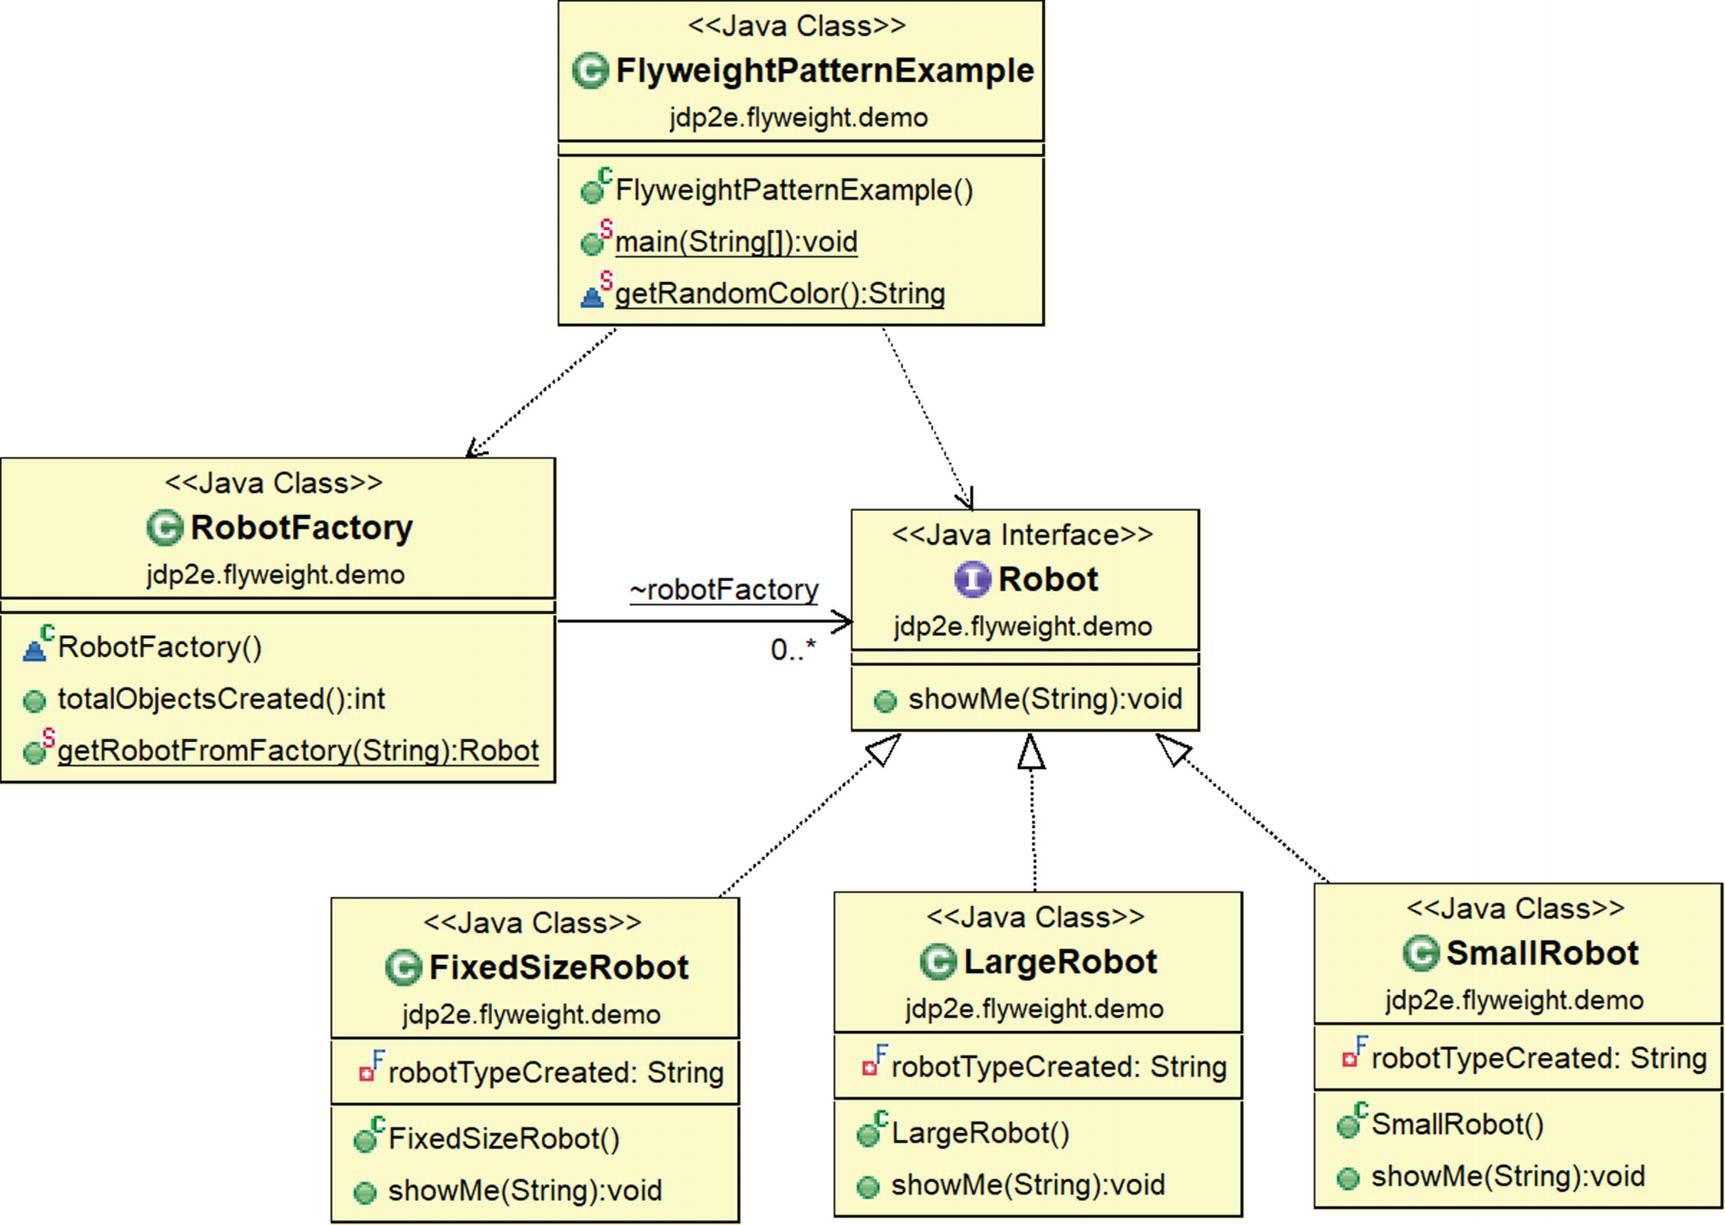 <<Java Class>>
C FlyweightPatternExample
jdp2e.flyweight.demo
C FlyweightPatternExample()
S main(String[]):void
S getRandomColor():String
<<Java Class>>
C RobotFactory
jdp2e.flyweight.demo
C RobotFactory()
totalObjectsCreated():int
S getRobotFromFactory(String):Robot
~robotFactory
0..*
<<Java Interface>>
I Robot
jdp2e.flyweight.demo
showMe(String):void
<<Java Class>>
C FixedSizeRobot
jdp2e.flyweight.demo
F robotTypeCreated: String
C FixedSizeRobot()
showMe(String):void
<<Java Class>>
C LargeRobot
jdp2e.flyweight.demo
F robotTypeCreated: String
C LargeRobot()
showMe(String):void
<<Java Class>>
C SmallRobot
jdp2e.flyweight.demo
F robotTypeCreated: String
C SmallRobot()
showMe(String):void